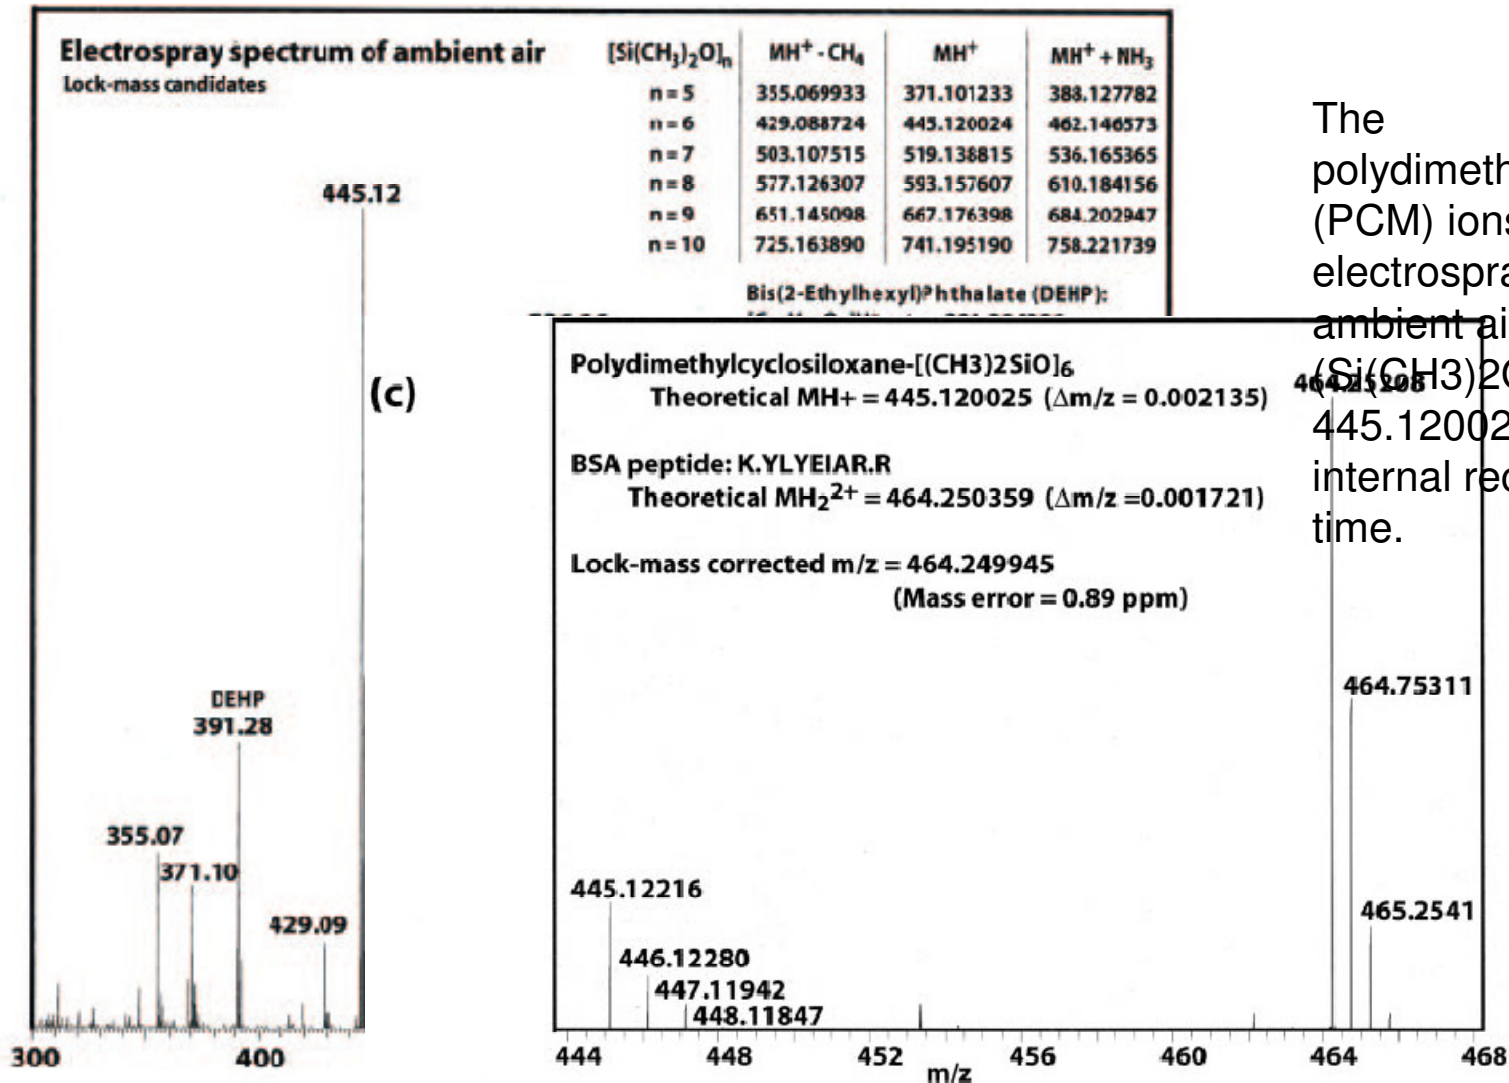 Electrospray spectrum of ambient air
Lock-mass candidates
[Si(CH₃)₂O]ₙ MH⁺ - CH₄ MH⁺ MH⁺ + NH₃
n = 5 355.069933 371.101233 388.127782
n = 6 429.088724 445.120024 462.146573
n = 7 503.107515 519.138815 536.165365
n = 8 577.126307 593.157607 610.184156
n = 9 651.145098 667.176398 684.202947
n = 10 725.163890 741.195190 758.221739
Bis(2-Ethylhexyl)Phthalate (DEHP):
445.12
(c)
DEHP
391.28
355.07
371.10
429.09
300 400
Polydimethylcyclosiloxane-[(CH3)2SiO]₆
Theoretical MH+ = 445.120025 (Δm/z = 0.002135)
BSA peptide: K.YLYEIAR.R
Theoretical MH₂²⁺ = 464.250359 (Δm/z =0.001721)
Lock-mass corrected m/z = 464.249945
(Mass error = 0.89 ppm)
464.25208
464.75311
465.2541
445.12216
446.12280
447.11942
448.11847
444 448 452 456 460 464 468
m/z
The
polydimeth
(PCM) ions
electrospra
ambient ai
(Si(CH3)2O
445.12002
internal rec
time.